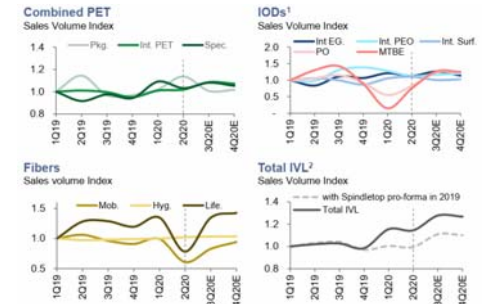 Combined PET
Sales Volume Index
Pkg. Int. PET Spec.
1.4
1.2
1.0
0.8
1Q19 2Q19 3Q19 4Q19 1Q20 2Q20 3Q20E 4Q20E
IODs¹
Sales Volume Index
Int EG. Int. PEO Int. Surf.
PO MTBE
2.0
1.5
1.0
0.5
-
1Q19 2Q19 3Q19 4Q19 1Q20 2Q20 3Q20E 4Q20E
Fibers
Sales volume Index
Mob. Hyg. Life.
1.5
1.0
0.5
1Q19 2Q19 3Q19 4Q19 1Q20 2Q20 3Q20E 4Q20E
Total IVL²
Sales Volume Index
with Spindletop pro-forma in 2019
Total IVL
1.4
1.2
1.0
0.8
1Q19 2Q19 3Q19 4Q19 1Q20 2Q20 3Q20E 4Q20E